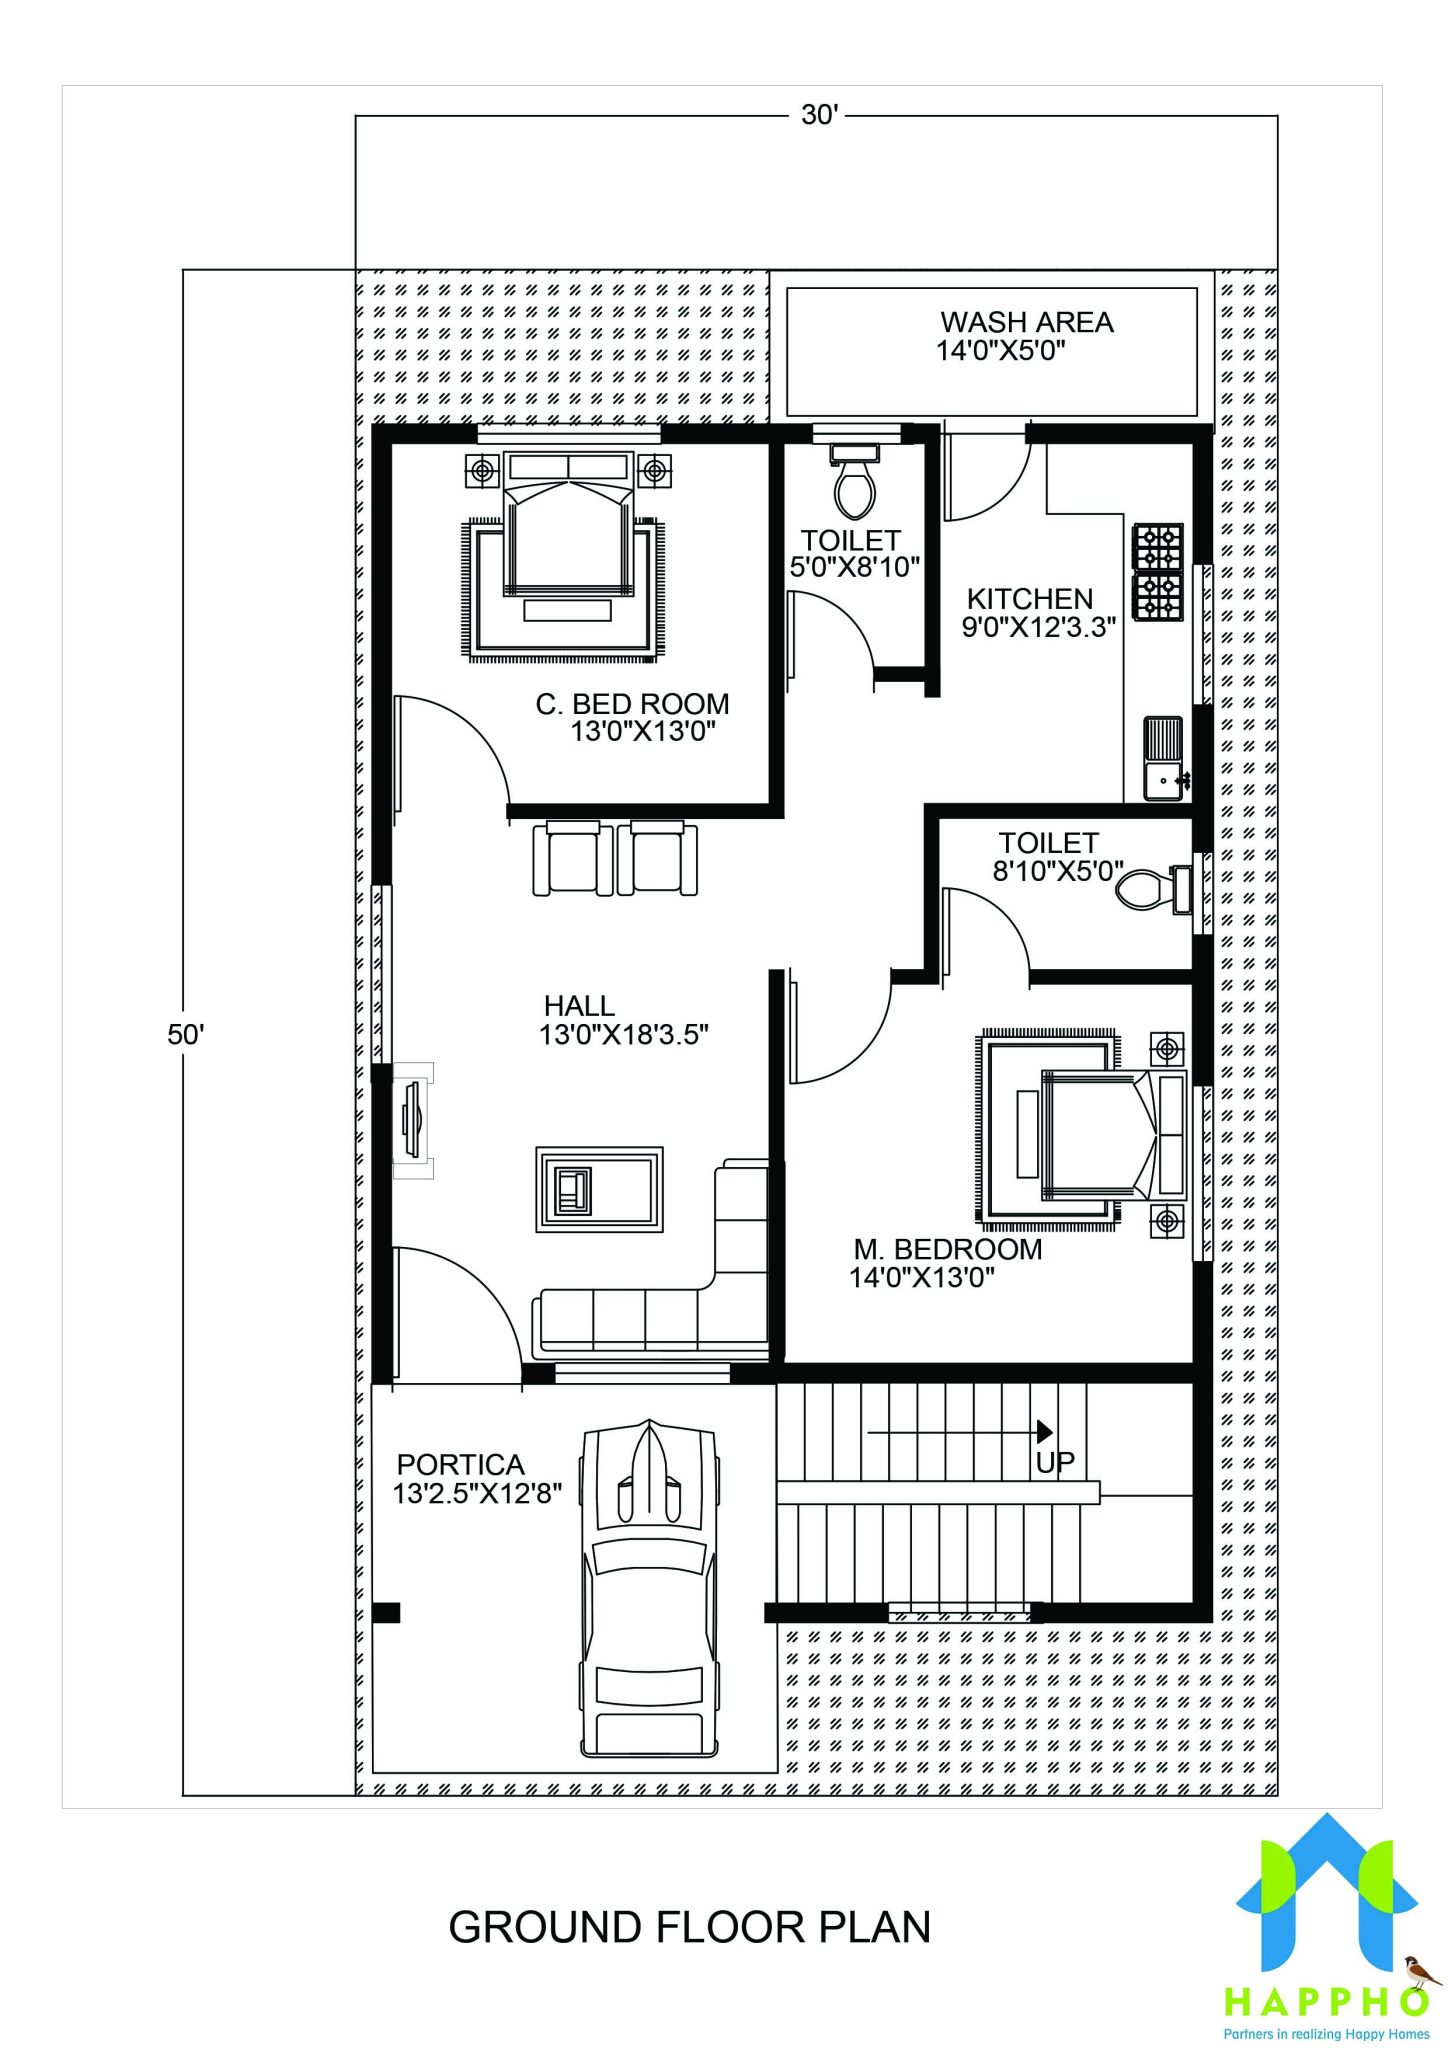 30'
WASH AREA
14'0"X5'0"
TOILET
5'0"X8'10"
KITCHEN
9'0"X12'3.3"
C. BED ROOM
13'0"X13'0"
TOILET
8'10"X5'0"
HALL
13'0"X18'3.5"
50'
M. BEDROOM
14'0"X13'0"
UP
PORTICA
13'2.5"X12'8"
GROUND FLOOR PLAN
HAPPHO
Partners in realizing Happy Homes